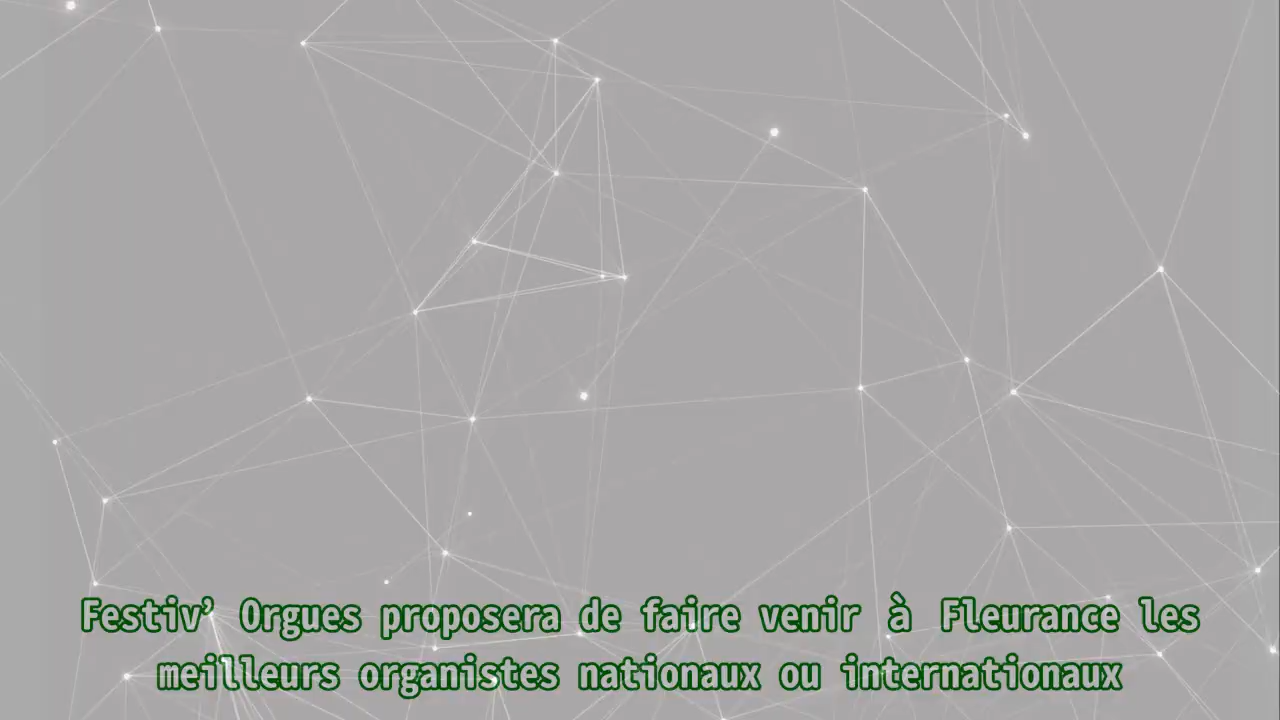 Festiv’ Orgues proposera de faire venir à Fleurance les
meilleurs organistes nationaux ou internationaux